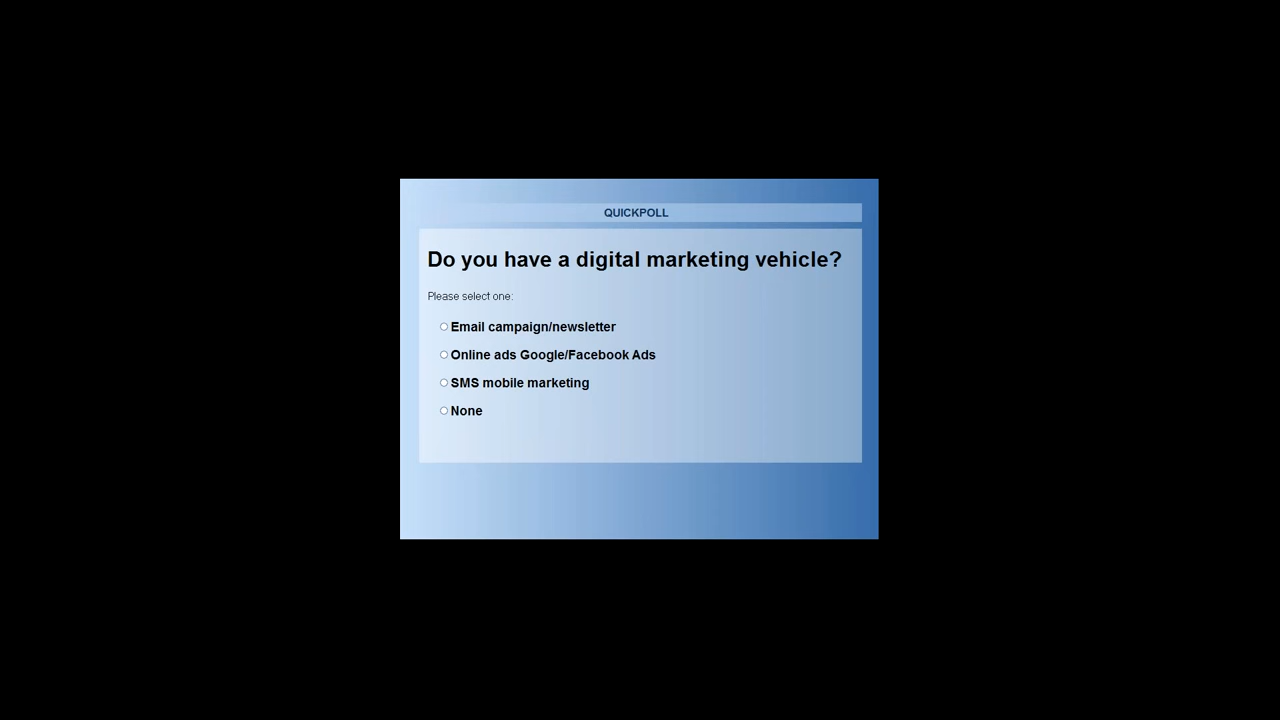 QUICKPOLL
Do you have a digital marketing vehicle?
Please select one:
Email campaign/newsletter
Online ads Google/Facebook Ads
SMS mobile marketing
None